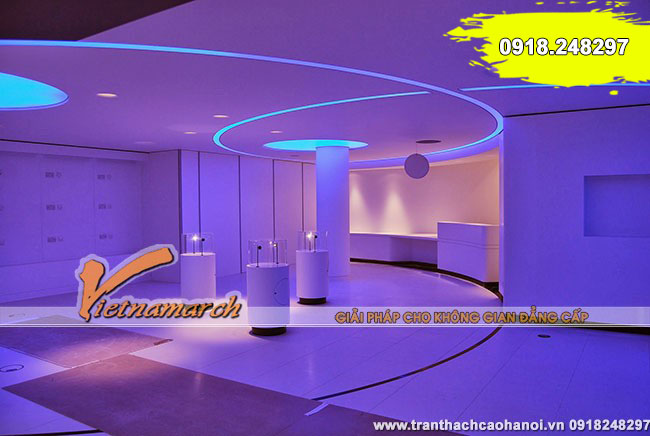 0918.248297
Vietnamarch
GIẢI PHÁP CHO KHÔNG GIAN ĐẲNG CẤP
www.tranthachcaohanoi.vn 0918248297